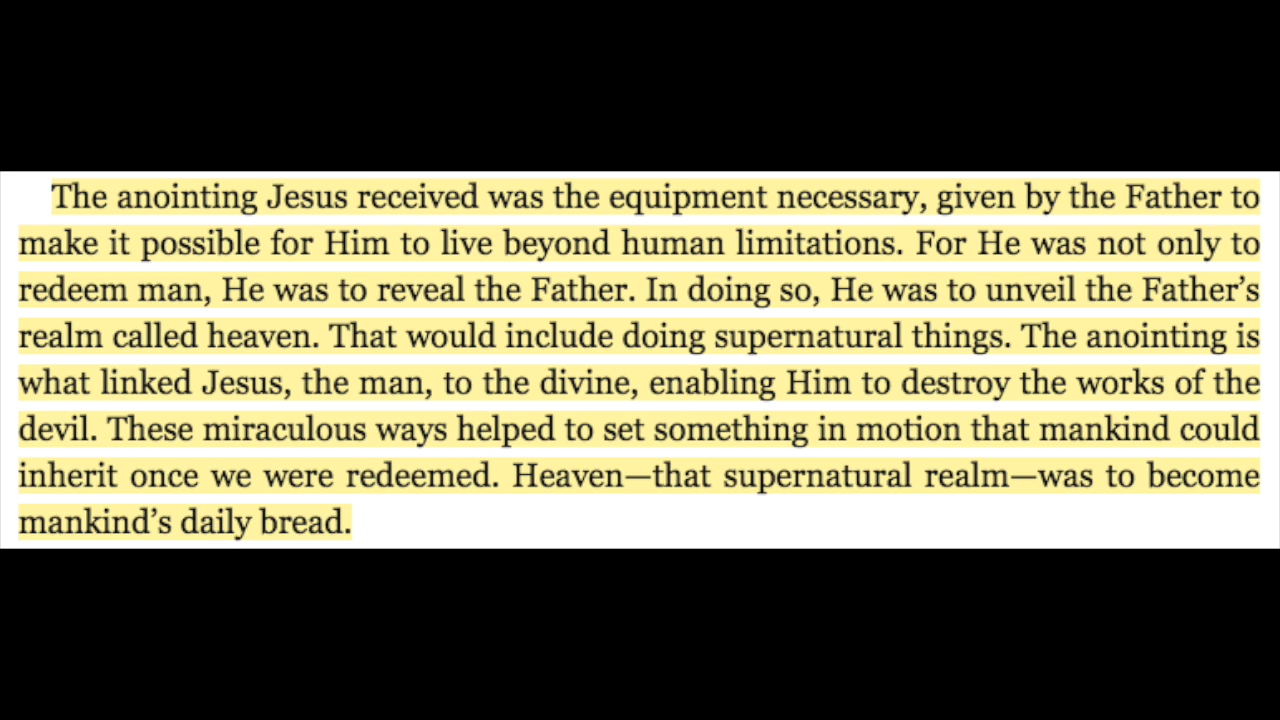 The anointing Jesus received was the equipment necessary, given by the Father to
make it possible for Him to live beyond human limitations. For He was not only to
redeem man, He was to reveal the Father. In doing so, He was to unveil the Father’s
realm called heaven. That would include doing supernatural things. The anointing is
what linked Jesus, the man, to the divine, enabling Him to destroy the works of the
devil. These miraculous ways helped to set something in motion that mankind could
inherit once we were redeemed. Heaven—that supernatural realm—was to become
mankind’s daily bread.